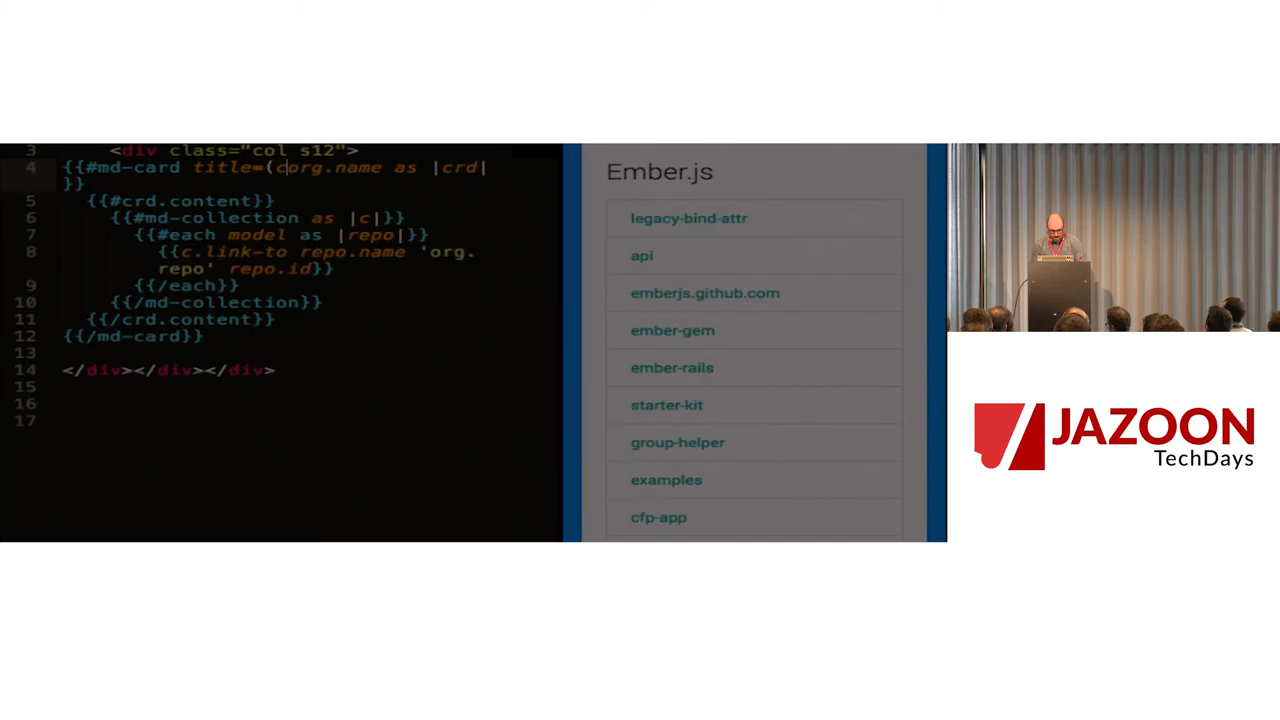 3 <div class="col s12">
4 {{#md-card title=(corg.name as |crd|
}}
5 {{#crd.content}}
6 {{#md-collection as |c|}}
7 {{#each model as |repo|}}
8 {{c.link-to repo.name 'org.
repo' repo.id}}
9 {{/each}}
10 {{/md-collection}}
11 {{/crd.content}}
12 {{/md-card}}
13
14 </div></div></div>
15
16
17
Ember.js
legacy-bind-attr
api
emberjs.github.com
ember-gem
ember-rails
starter-kit
group-helper
examples
cfp-app
JAZOON
TechDays